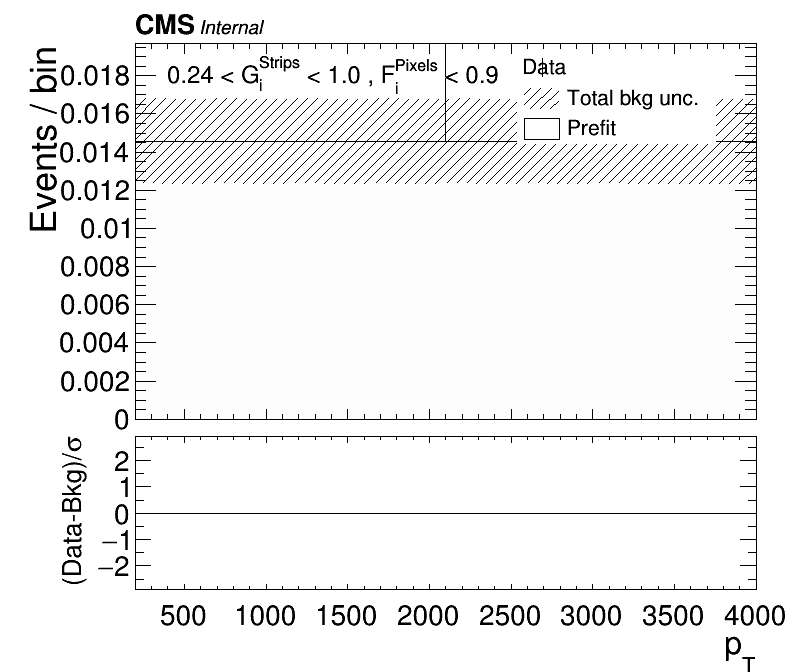 CMS Internal
0.24 < G_i^Strips < 1.0 , F_i^Pixels < 0.9
Data
Total bkg unc.
Prefit
Events / bin
0.018
0.016
0.014
0.012
0.01
0.008
0.006
0.004
0.002
0
(Data-Bkg)/σ
2
1
0
−1
−2
500 1000 1500 2000 2500 3000 3500 4000
p_T